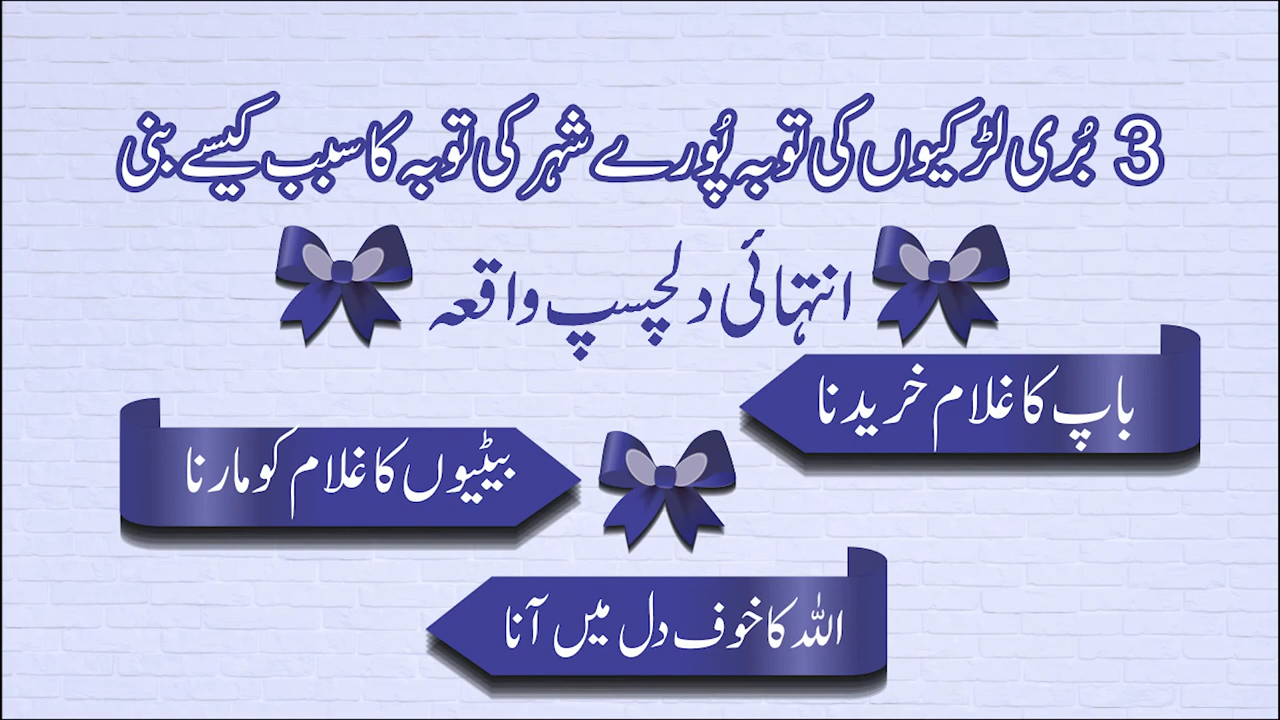 3 بُری لڑکیوں کی توبہ پُورے شہر کی توبہ کا سبب کیسے بنی
انتہائی دلچسپ واقعہ
باپ کا غلام خریدنا
بیٹیوں کا غلام کو مارنا
اللہ کا خوف دل میں آنا